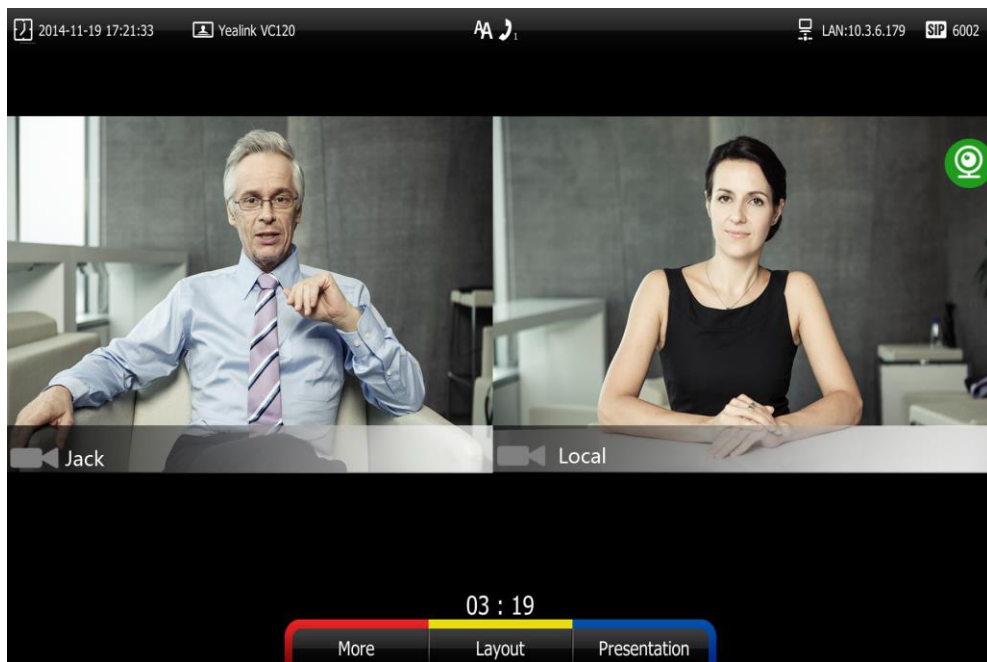 2014-11-19 17:21:33 Yealink VC120 AA 1 LAN:10.3.6.179 SIP 6002
Jack Local
03 : 19
More Layout Presentation